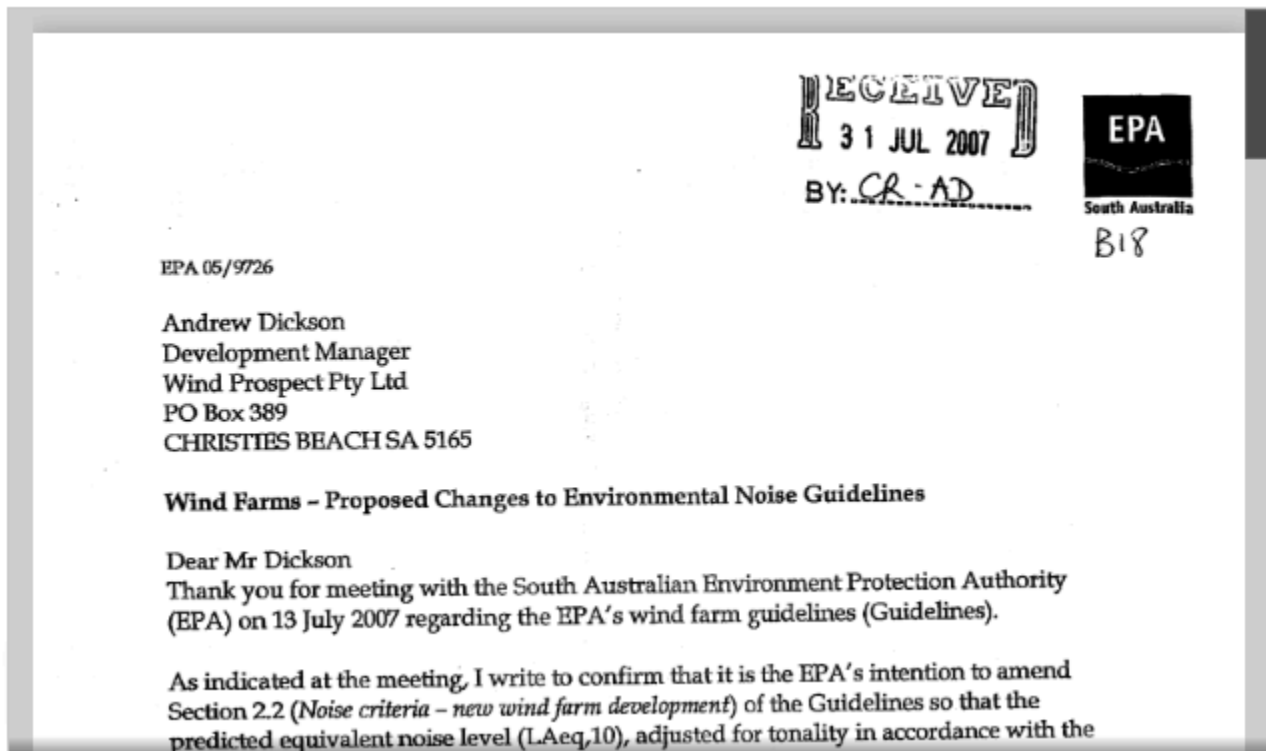 RECEIVED
31 JUL 2007
BY: CR-AD
EPA
South Australia
B18
EPA 05/9726
Andrew Dickson
Development Manager
Wind Prospect Pty Ltd
PO Box 389
CHRISTIES BEACH SA 5165
Wind Farms – Proposed Changes to Environmental Noise Guidelines
Dear Mr Dickson
Thank you for meeting with the South Australian Environment Protection Authority
(EPA) on 13 July 2007 regarding the EPA's wind farm guidelines (Guidelines).
As indicated at the meeting, I write to confirm that it is the EPA's intention to amend
Section 2.2 (Noise criteria – new wind farm development) of the Guidelines so that the
predicted equivalent noise level (LAeq,10), adjusted for tonality in accordance with the